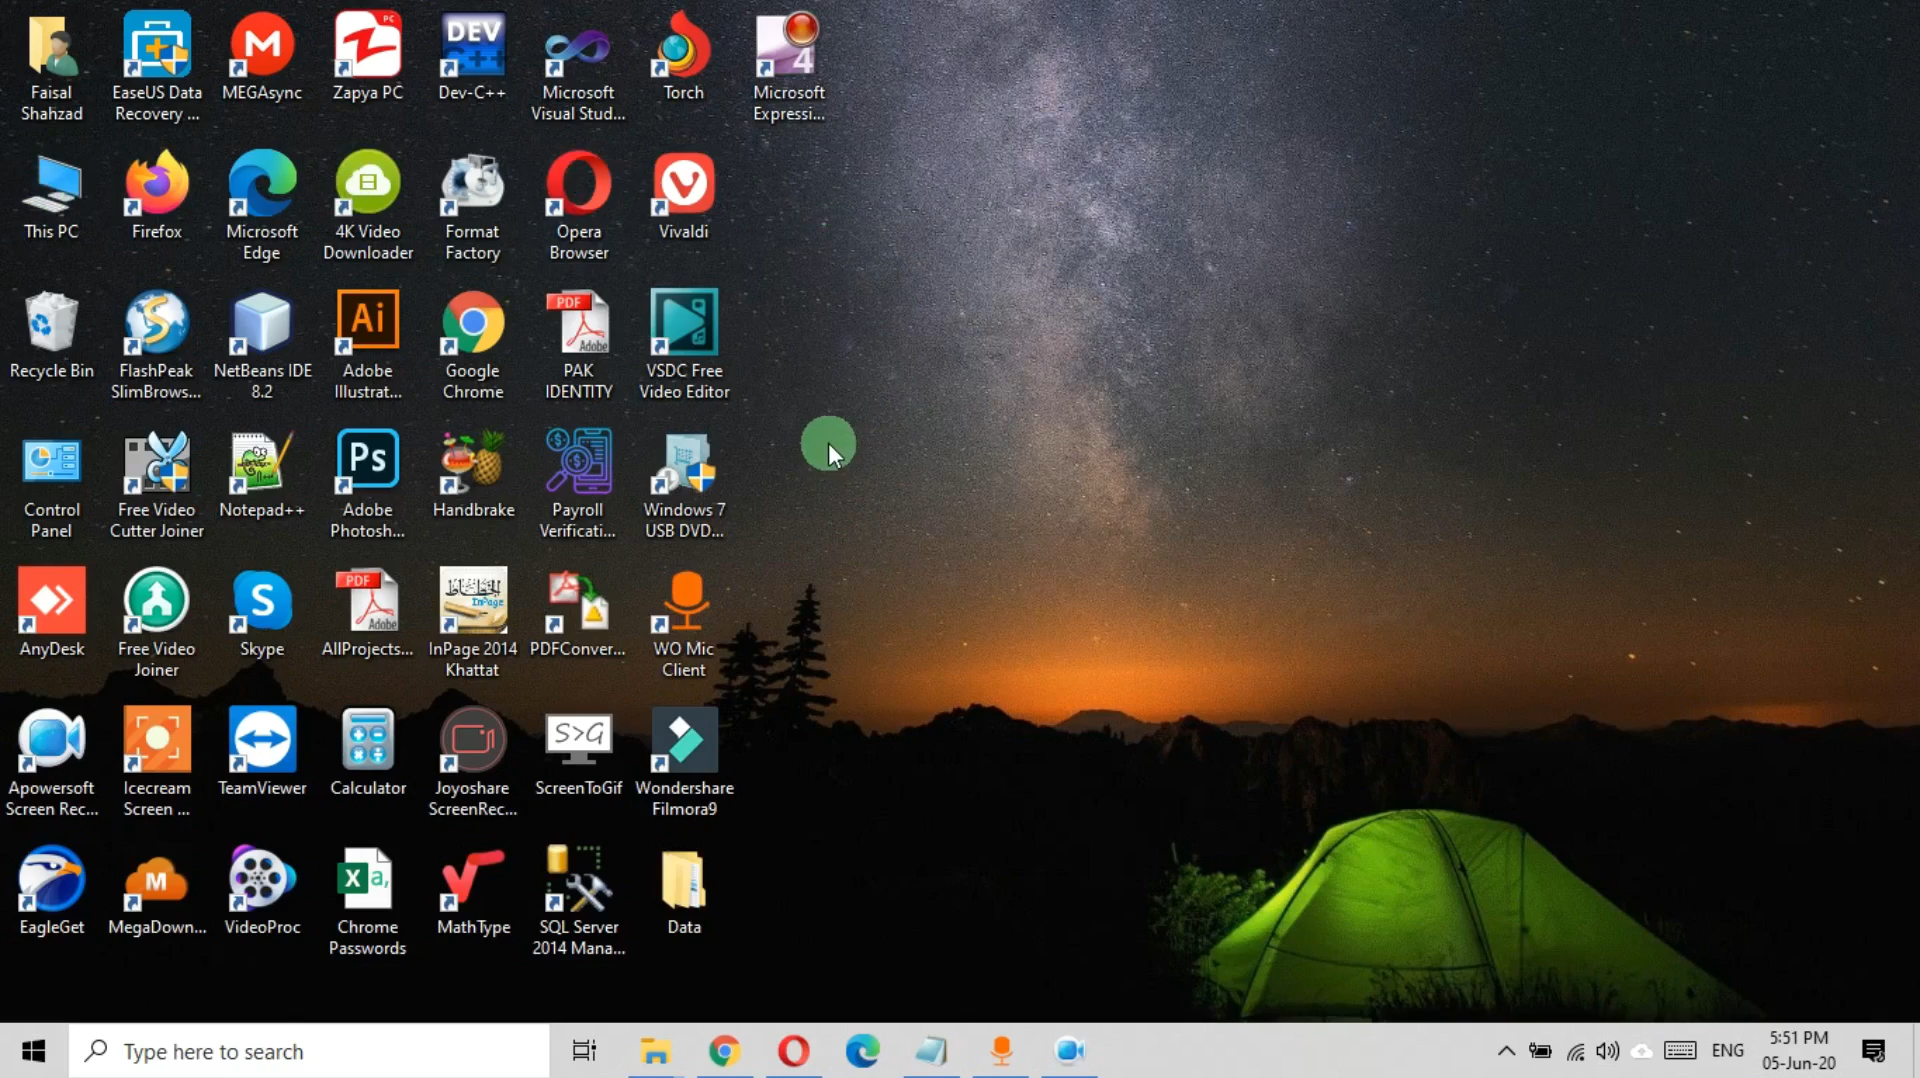 Faisal
Shahzad
EaseUS Data
Recovery ...
MEGAsync
Zapya PC
Dev-C++
Microsoft
Visual Stud...
Torch
Microsoft
Expressi...
This PC
Firefox
Microsoft
Edge
4K Video
Downloader
Format
Factory
Opera
Browser
Vivaldi
Recycle Bin
FlashPeak
SlimBrows...
NetBeans IDE
8.2
Adobe
Illustrat...
Google
Chrome
PAK
IDENTITY
VSDC Free
Video Editor
Control
Panel
Free Video
Cutter Joiner
Notepad++
Adobe
Photosh...
Handbrake
Payroll
Verificati...
Windows 7
USB DVD...
AnyDesk
Free Video
Joiner
Skype
AllProjects...
InPage 2014
Khattat
PDFConver...
WO Mic
Client
Apowersoft
Screen Rec...
Icecream
Screen ...
TeamViewer
Calculator
Joyoshare
ScreenRec...
ScreenToGif
Wondershare
Filmora9
EagleGet
MegaDown...
VideoProc
Chrome
Passwords
MathType
SQL Server
2014 Mana...
Data
Type here to search
ENG
5:51 PM
05-Jun-20